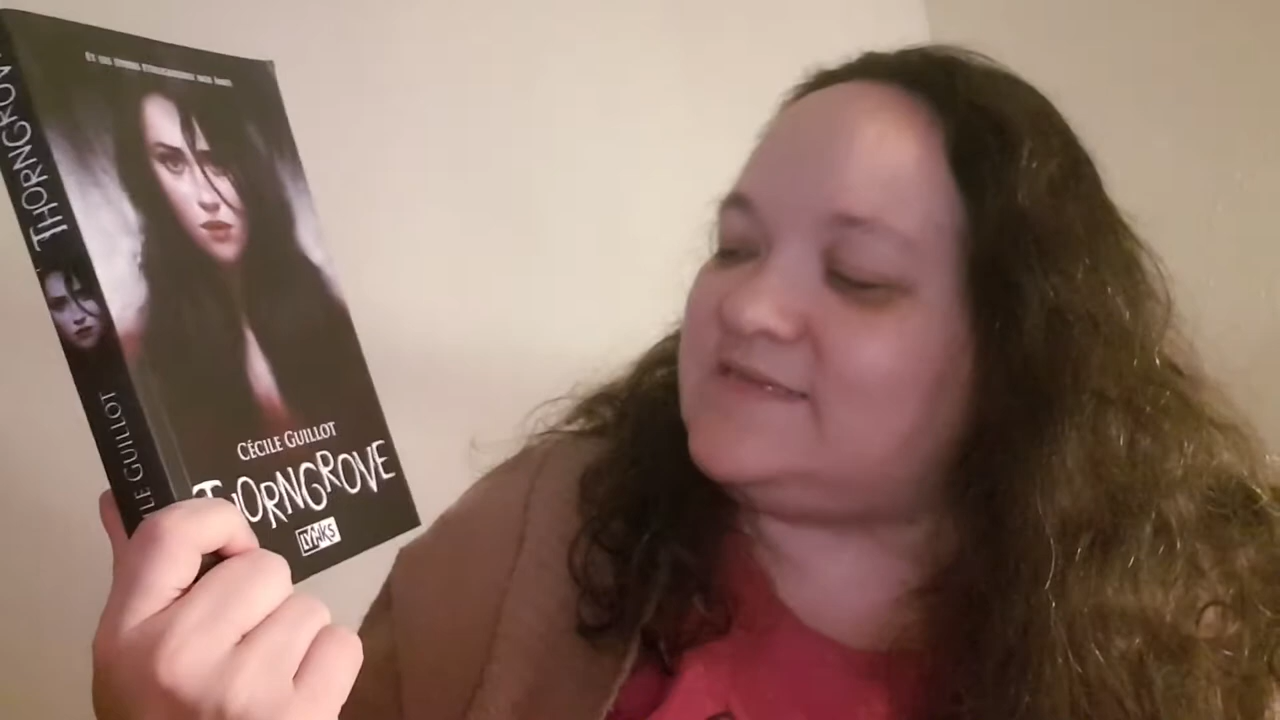 CÉCILE GUILLOT
THORNGROVE
LYNKS
THORNGROVE
LE GUILLOT